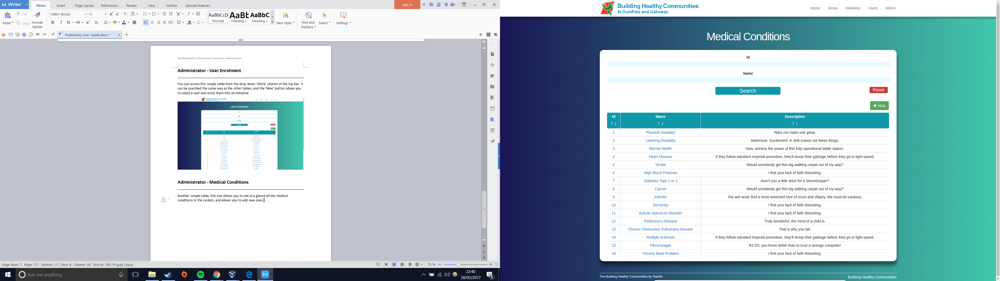 Writer
Home
Insert
Page Layout
References
Review
View
Section
Special Features
Sign in
Paste
Cut
Copy
Format
Painter
Calibri (Body)
12
B I U AB X² X₂ A A A
AaBbCcD
Normal
AaBb
Heading 1
AaBbC
Heading 2
New Style
Find and
Replace
Select
Settings
Preliminary User Guide.docx *
Building Healthy Communities Preliminary Website Guide
Administrator - User Enrolment
You can access this simple table from the drop down ‘More’ section of the top bar. It
can be searched the same way as the other tables, and the ‘New’ button allows you
to select a user and enrol them into an initiative.
Building Healthy Communities
User Enrolment
Search
Administrator - Medical Conditions
Another simple table, this one allows you to see at a glance all the medical
conditions in the system, and allows you to add new ones.
Page Num: 7 Page: 7/7 Section: 1/1 Row: 8 Column: 58 Words: 788 Spell Check
70 %
Ask me anything
22:40
28/02/2017
5
Building Healthy Communities
in Dumfries and Galloway
Home Areas Initiatives Users More
Medical Conditions
Id
Name
Search
Reset
New
Id Name Description
↑ ↓ ↑ ↓ ↑ ↓
1 Physical Disability Wars not make one great.
2 Learning Disability Adventure. Excitement. A Jedi craves not these things.
3 Mental Health Now, witness the power of this fully operational battle station.
4 Heart Disease If they follow standard Imperial procedure, they'll dump their garbage before they go to light-speed.
5 Stroke Would somebody get this big walking carpet out of my way?
6 High Blood Pressure I find your lack of faith disturbing.
7 Diabetes Type 1 or 2 Aren't you a little short for a Stormtrooper?
8 Cancer Would somebody get this big walking carpet out of my way?
9 Arthritis You will never find a more wretched hive of scum and villainy. We must be cautious.
10 Dementia I find your lack of faith disturbing.
11 Autistic Spectrum Disorder I find your lack of faith disturbing.
12 Parkinson's Disease Truly wonderful, the mind of a child is.
13 Chronic Obstructive Pulmonary Disease That is why you fail.
14 Multiple Sclerosis If they follow standard Imperial procedure, they'll dump their garbage before they go to light-speed.
15 Fibromyalgia R2-D2, you know better than to trust a strange computer!
16 Chronic Back Problem I find your lack of faith disturbing.
The Building Healthy Communities by TeamN
Building Healthy Communities